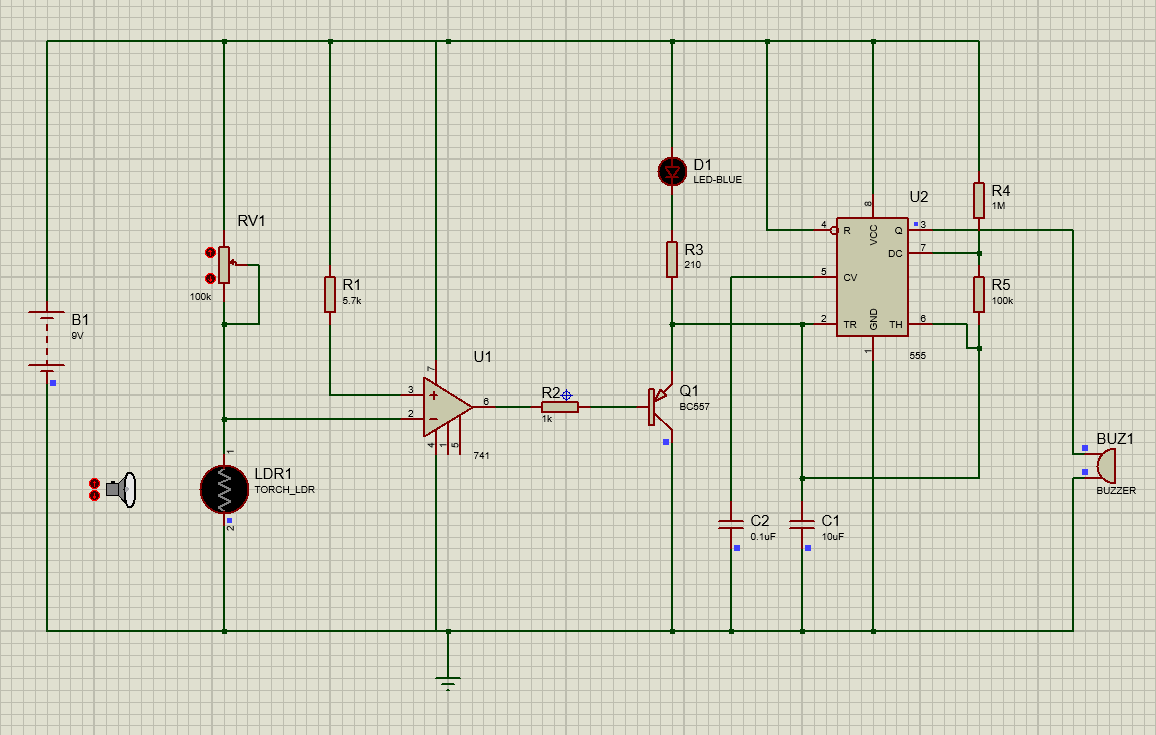 B1
9V
RV1
100k
R1
5.7k
LDR1
TORCH_LDR
1
2
U1
741
3
2
6
7
4
1
5
R2
1k
D1
LED-BLUE
R3
210
Q1
BC557
U2
555
4
R
5
CV
2
TR
8
VCC
GND
1
Q
3
DC
7
TH
6
R4
1M
R5
100k
C2
0.1uF
C1
10uF
BUZ1
BUZZER
+
−